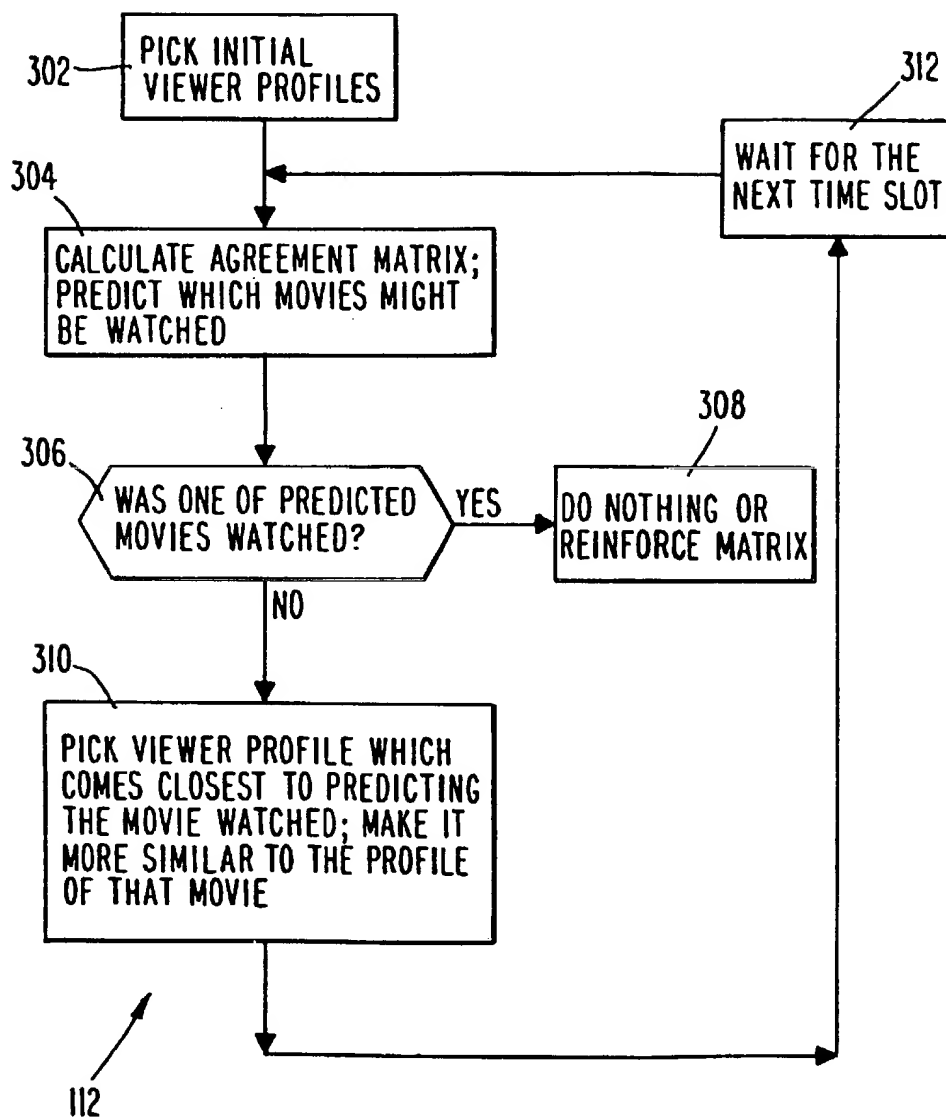 302
PICK INITIAL
VIEWER PROFILES
312
WAIT FOR THE
NEXT TIME SLOT
304
CALCULATE AGREEMENT MATRIX;
PREDICT WHICH MOVIES MIGHT
BE WATCHED
306
WAS ONE OF PREDICTED
MOVIES WATCHED?
YES
308
DO NOTHING OR
REINFORCE MATRIX
NO
310
PICK VIEWER PROFILE WHICH
COMES CLOSEST TO PREDICTING
THE MOVIE WATCHED; MAKE IT
MORE SIMILAR TO THE PROFILE
OF THAT MOVIE
112